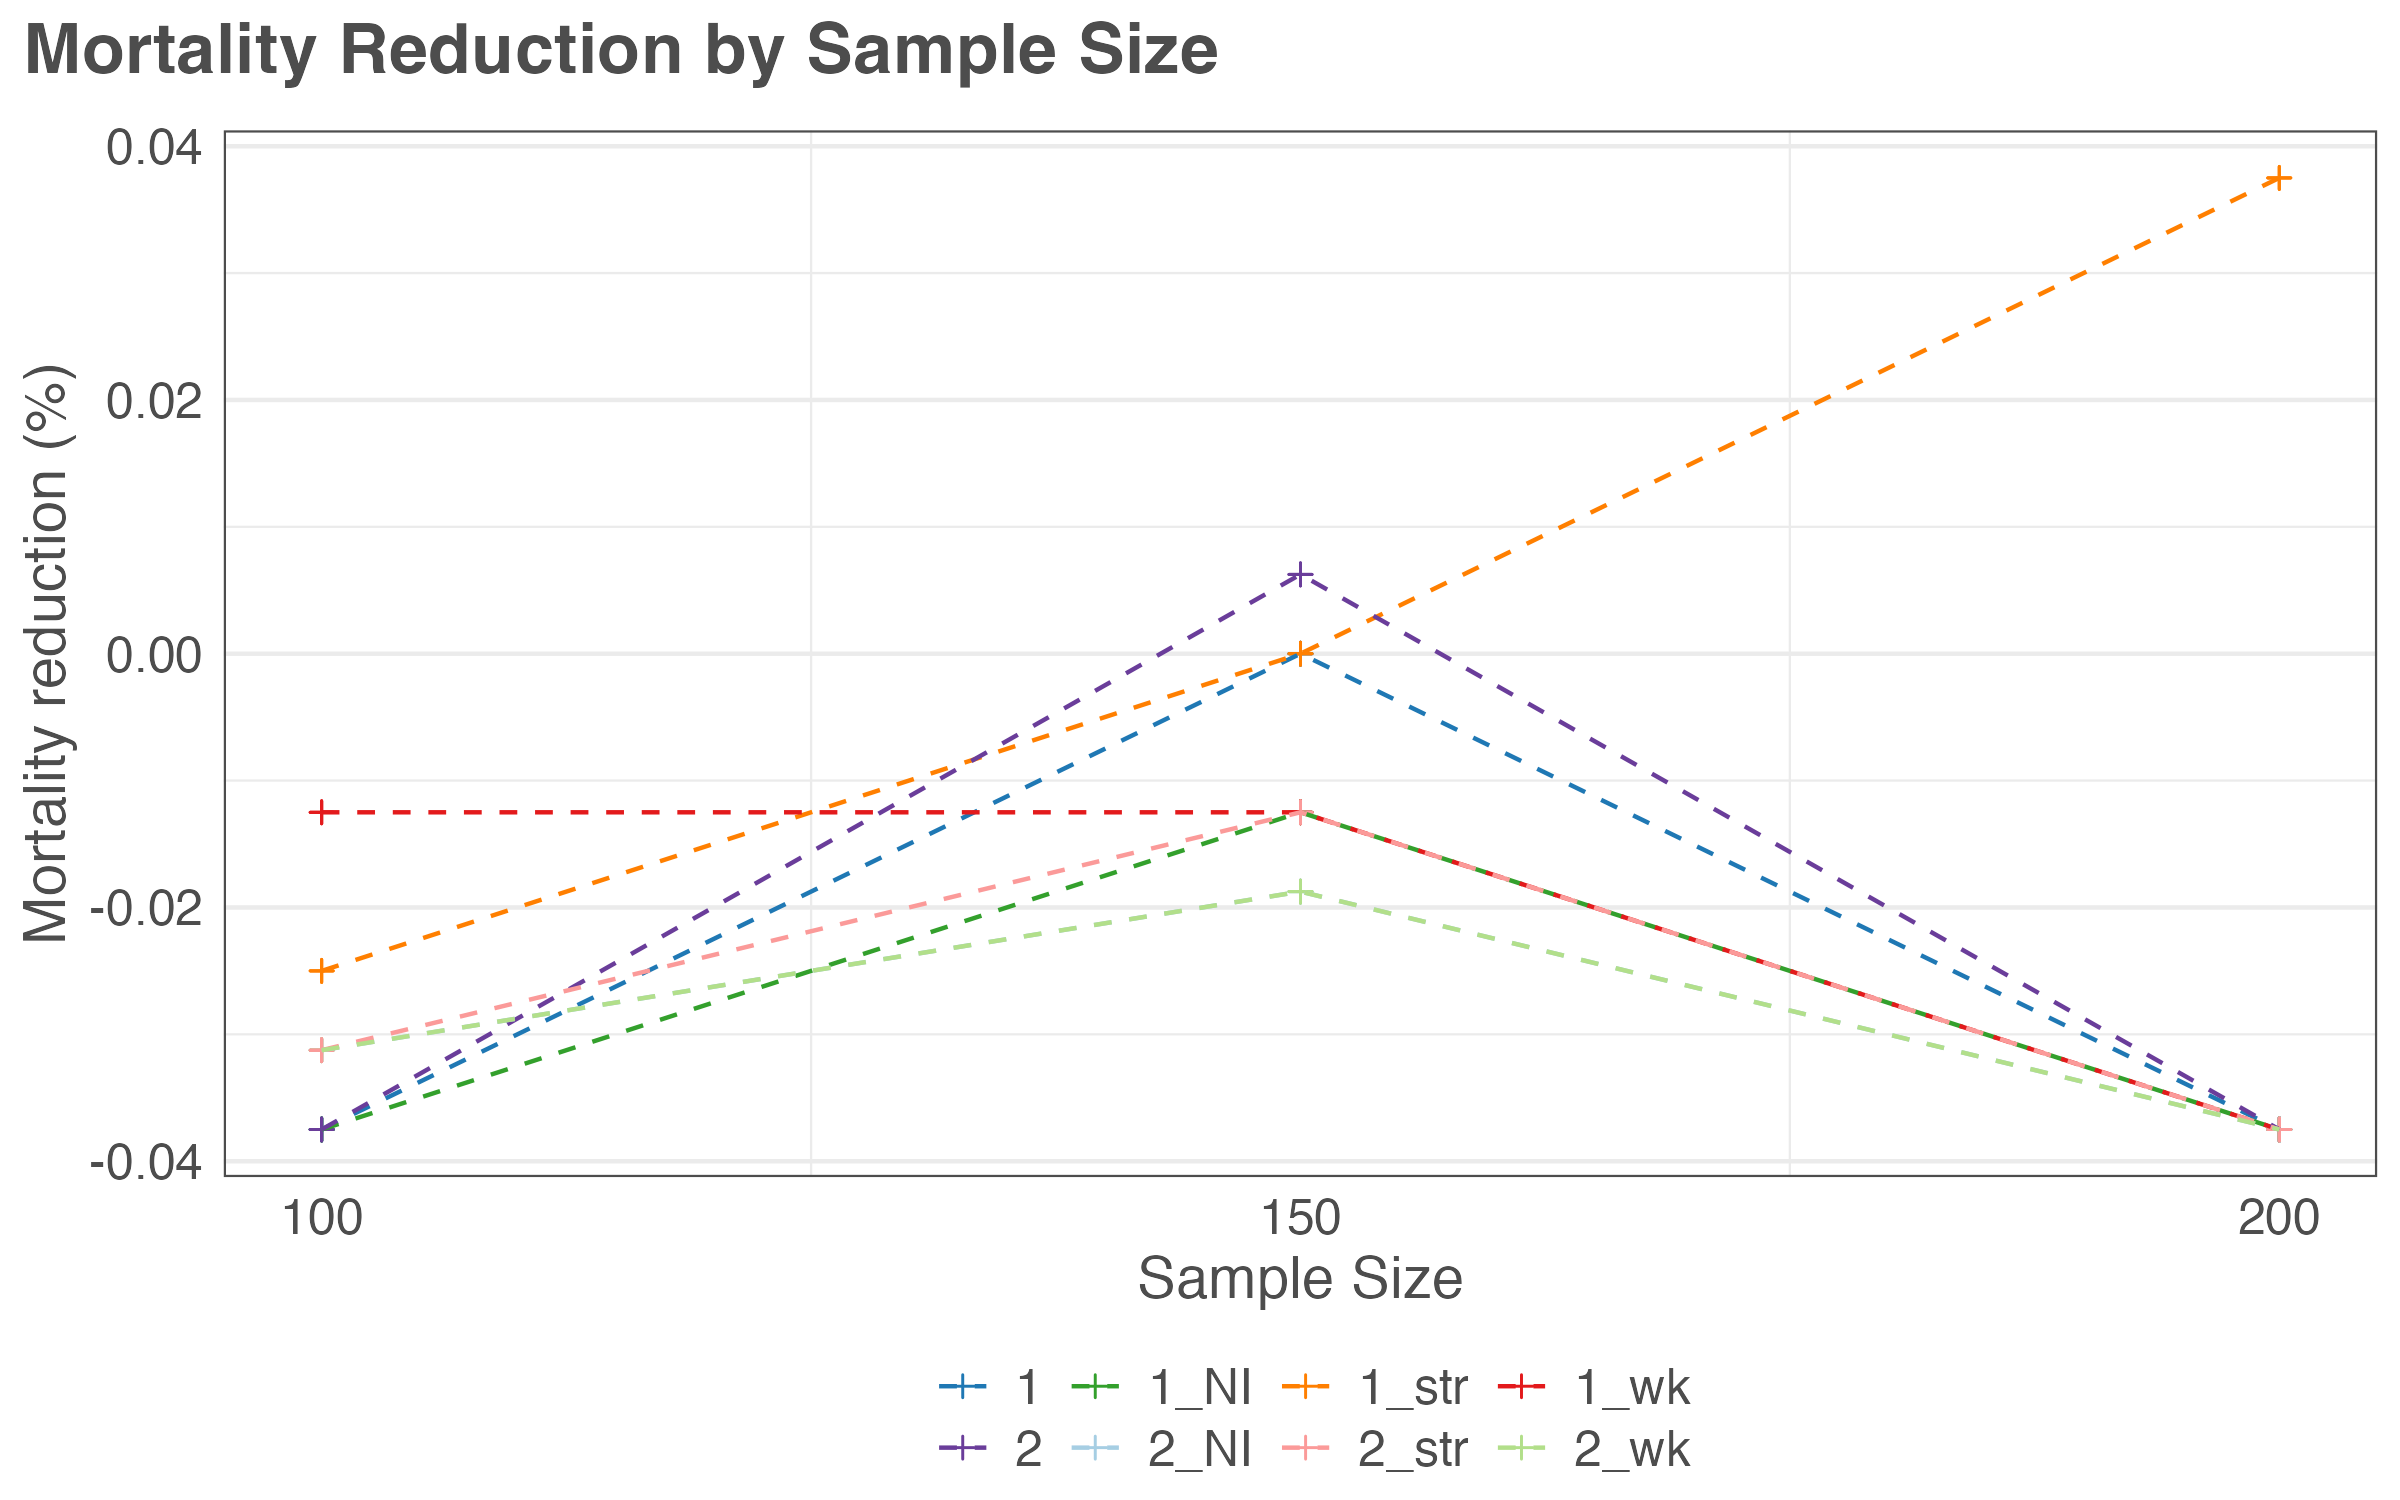 Mortality Reduction by Sample Size
Mortality reduction (%)
0.04
0.02
0.00
-0.02
-0.04
100 150 200
Sample Size
1 1_NI 1_str 1_wk
2 2_NI 2_str 2_wk